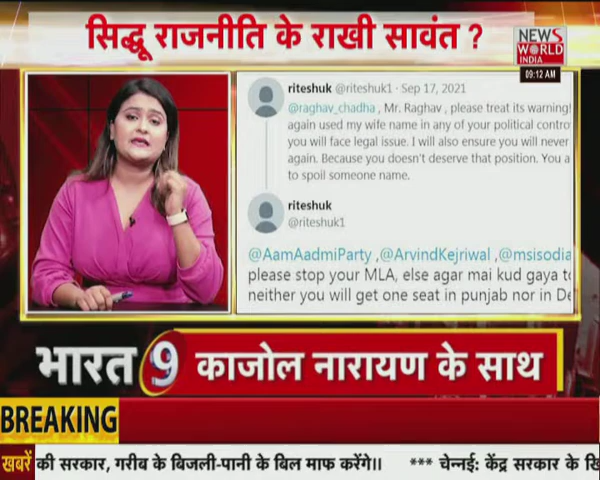 सिद्धू राजनीति के राखी सावंत ?
NEWS
WORLD
INDIA
09:12 AM
riteshuk @riteshuk1 · Sep 17, 2021
@raghav_chadha , Mr. Raghav , please treat its warning!
again used my wife name in any of your political contro
you will face legal issue. I will also ensure you will never
again. Because you doesn't deserve that position. You a
to spoil someone name.
riteshuk
@riteshuk1
@AamAadmiParty ,@ArvindKejriwal ,@msisodia
please stop your MLA, else agar mai kud gaya to
neither you will get one seat in punjab nor in De
भारत 9 काजोल नारायण के साथ
BREAKING
खबरें की सरकार, गरीब के बिजली-पानी के बिल माफ करेंगे।। *** चेन्नई: केंद्र सरकार के खि